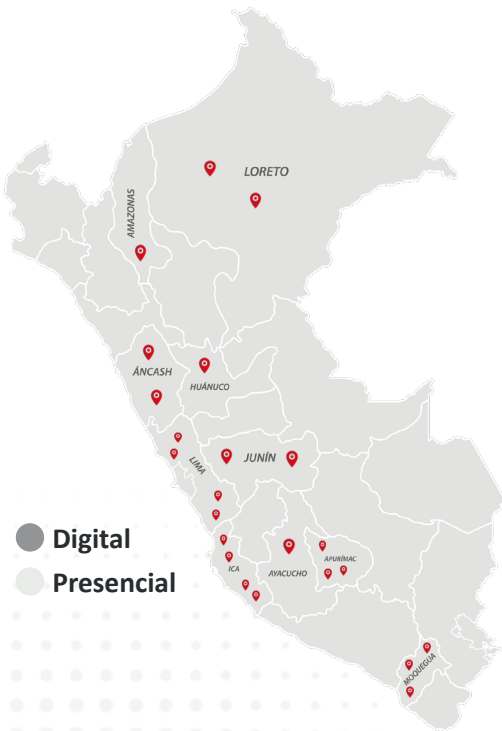 LORETO
AMAZONAS
ÁNCASH
HUÁNUCO
LIMA
JUNÍN
Digital
Presencial
ICA
AYACUCHO
APURÍMAC
MOQUEGUA